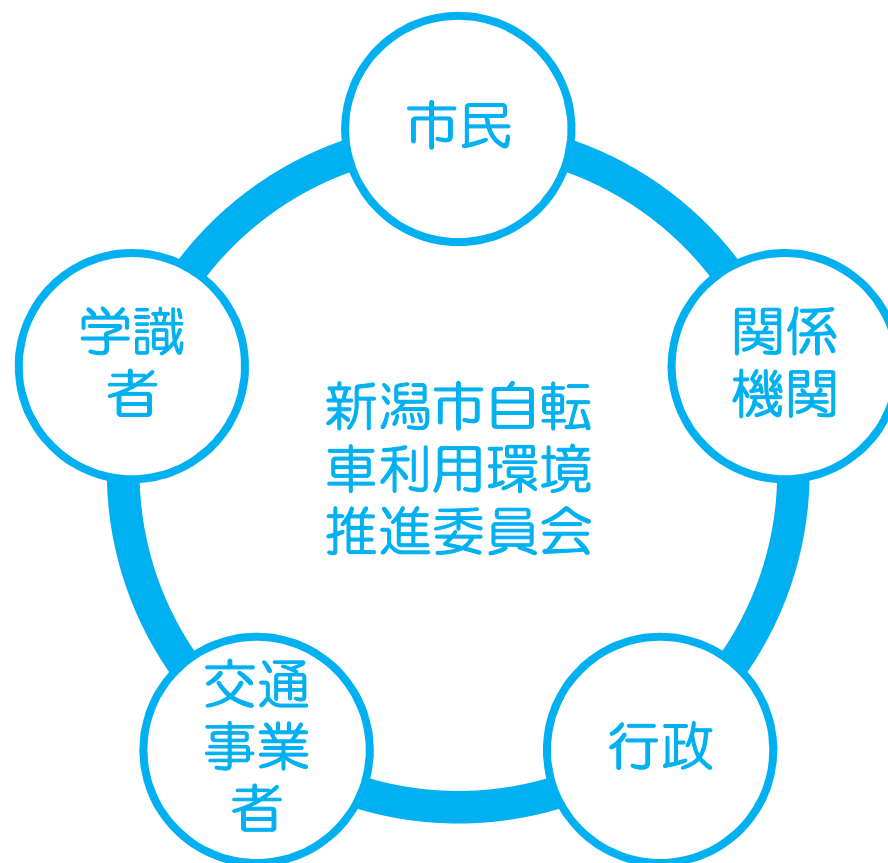 市民
学識
者
関係
機関
新潟市自転
車利用環境
推進委員会
交通
事業
者
行政